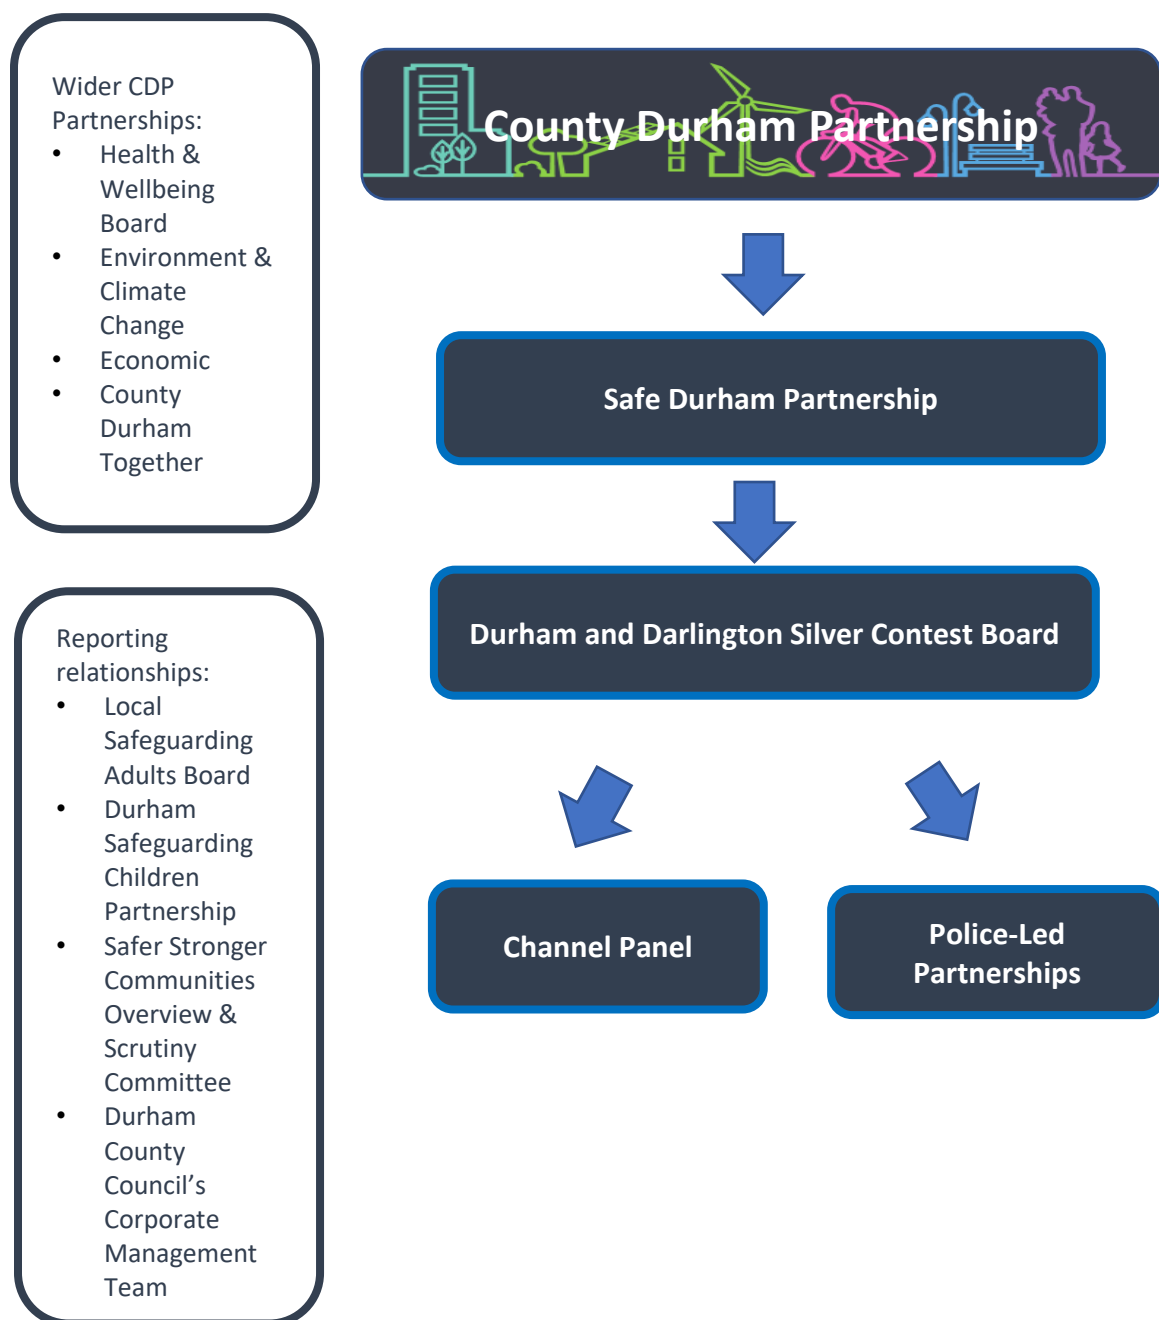 Wider CDP
Partnerships:
• Health &
Wellbeing
Board
• Environment &
Climate
Change
• Economic
• County
Durham
Together
Reporting
relationships:
• Local
Safeguarding
Adults Board
• Durham
Safeguarding
Children
Partnership
• Safer Stronger
Communities
Overview &
Scrutiny
Committee
• Durham
County
Council’s
Corporate
Management
Team
County Durham Partnership
Safe Durham Partnership
Durham and Darlington Silver Contest Board
Channel Panel
Police-Led
Partnerships